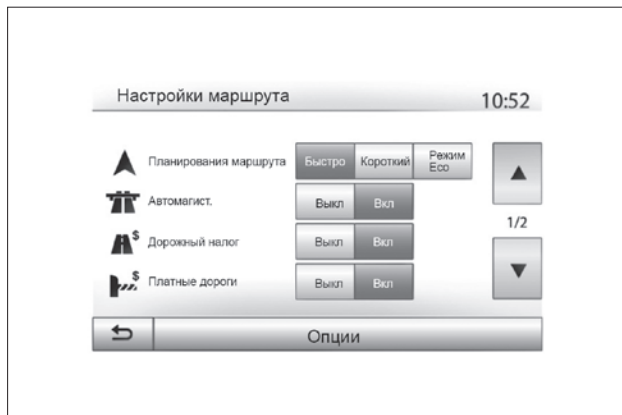 Настройки маршрута 10:52
Планирования маршрута Быстро Короткий Режим Eco
Автомагист. Выкл Вкл
$ Дорожный налог Выкл Вкл
1/2
$ Платные дороги Выкл Вкл
Опции